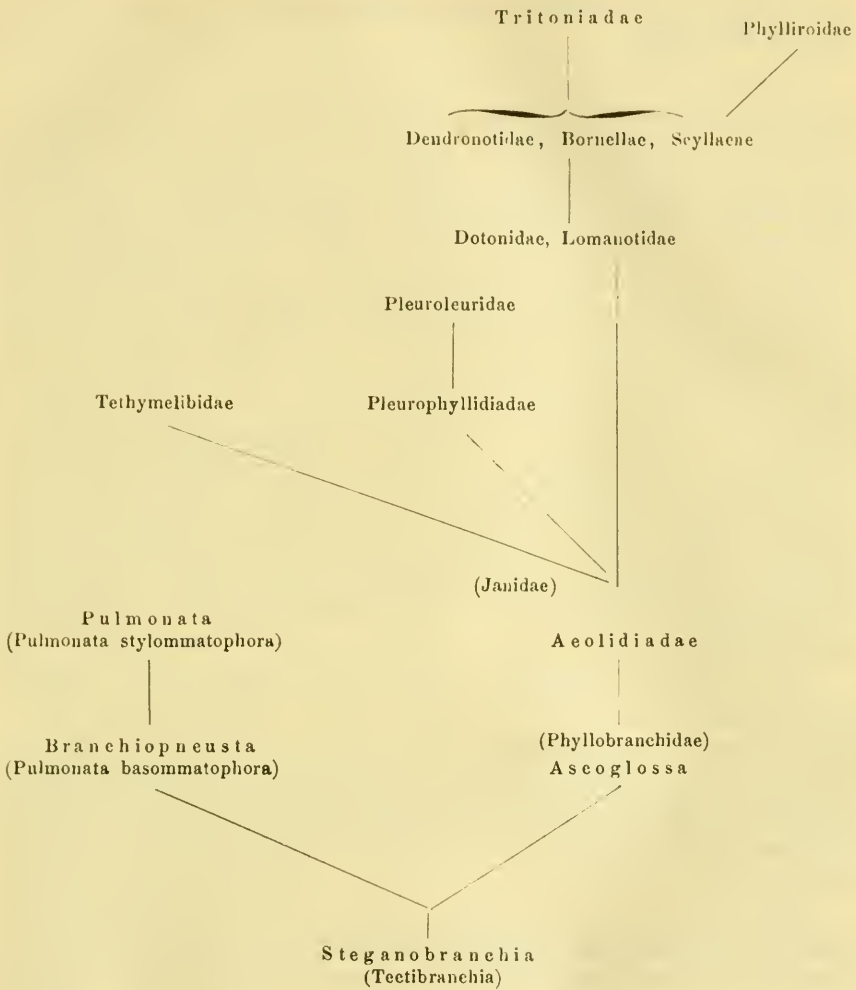 Tritoniadae
Phylliroidae
Dendronotidae, Bornellae, Scyllaene
Dotonidae, Lomanotidae
Pleuroleuridae
Tethymelibidae
Pleurophyllidiadae
(Janidae)
Pulmonata
(Pulmonata stylommatophora)
Aeolidiadae
Branchiopneusta
(Pulmonata basommatophora)
(Phyllobranchidae)
Ascoglossa
Steganobranchia
(Tectibranchia)